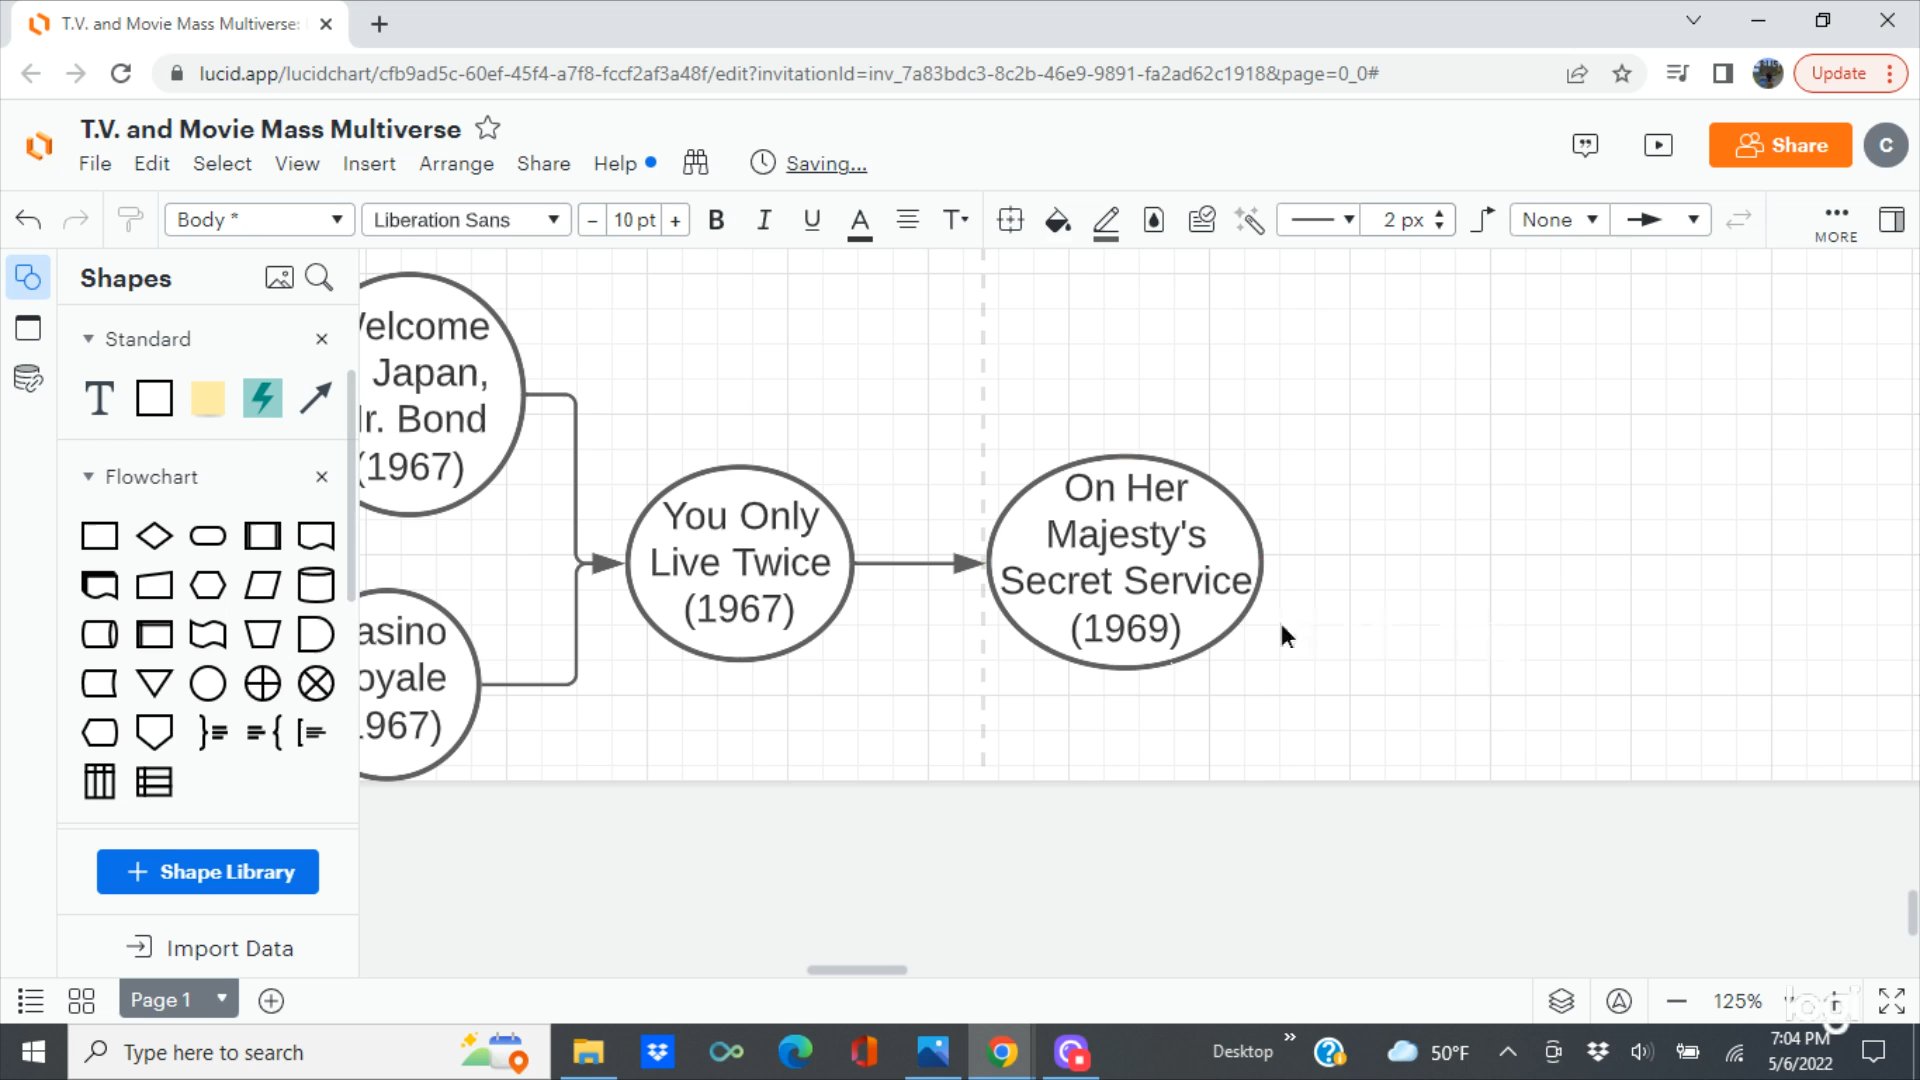 T.V. and Movie Mass Multiverse:
lucid.app/lucidchart/cfb9ad5c-60ef-45f4-a7f8-fccf2af3a48f/edit?invitationId=inv_7a83bdc3-8c2b-46e9-9891-fa2ad62c1918&page=0_0#
Update
T.V. and Movie Mass Multiverse
File Edit Select View Insert Arrange Share Help Saving...
Share
C
Body *
Liberation Sans
10 pt
B I U A T
2 px
None
MORE
Shapes
Standard
T
Flowchart
Shape Library
Import Data
elcome
Japan,
r. Bond
(1967)
asino
oyale
967)
You Only
Live Twice
(1967)
On Her
Majesty's
Secret Service
(1969)
Page 1
125%
logi
Type here to search
Desktop
50°F
7:04 PM
5/6/2022